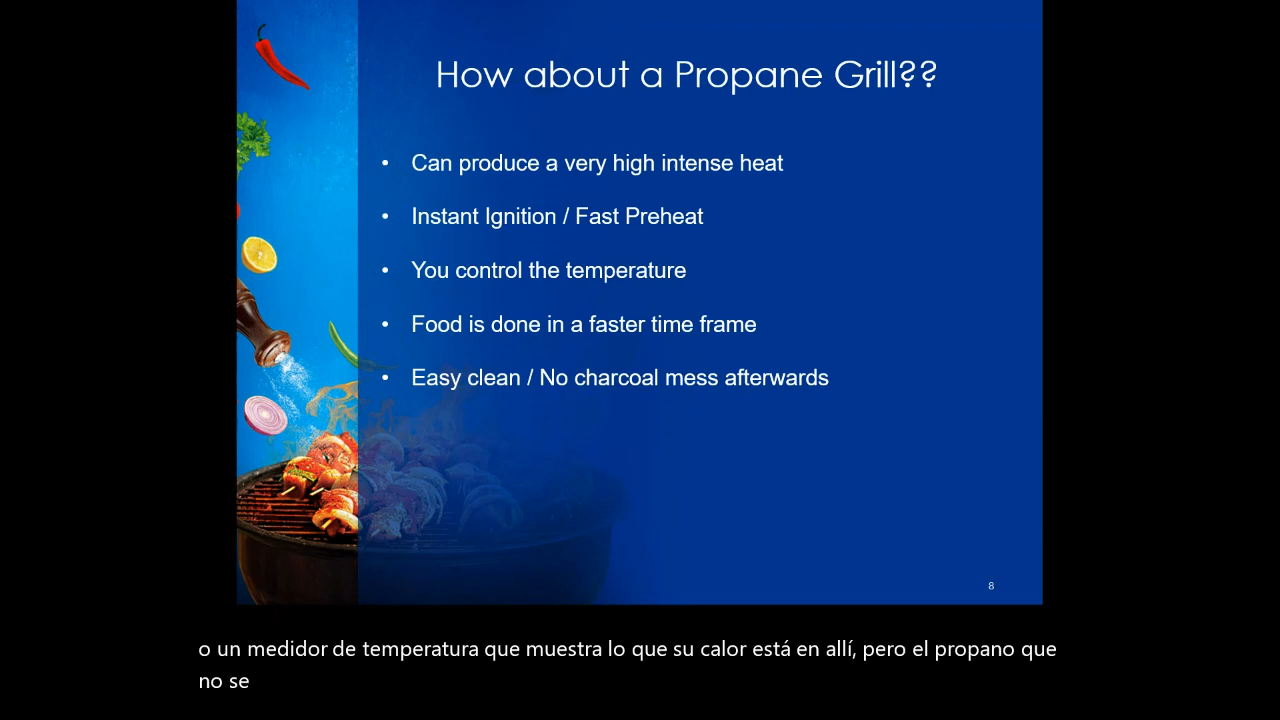 How about a Propane Grill??
• Can produce a very high intense heat
• Instant Ignition / Fast Preheat
• You control the temperature
• Food is done in a faster time frame
• Easy clean / No charcoal mess afterwards
8
o un medidor de temperatura que muestra lo que su calor está en allí, pero el propano que
no se